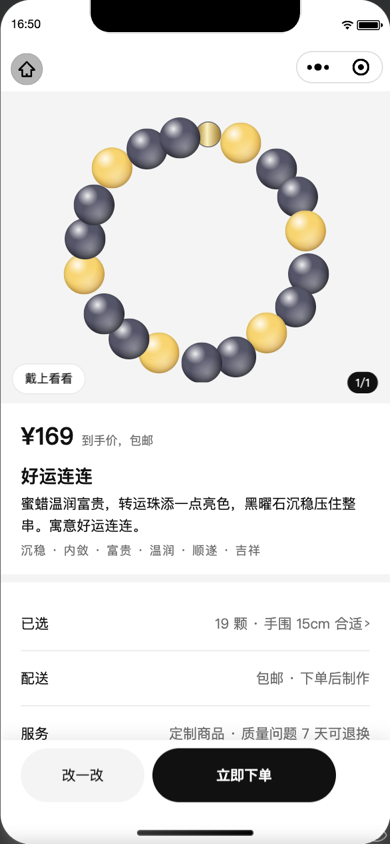 16:50
戴上看看
1/1
¥169 到手价，包邮
好运连连
蜜蜡温润富贵，转运珠添一点亮色，黑曜石沉稳压住整
串。寓意好运连连。
沉稳 · 内敛 · 富贵 · 温润 · 顺遂 · 吉祥
已选 19 颗 · 手围 15cm 合适>
配送 包邮 · 下单后制作
服务 定制商品 · 质量问题 7 天可退换
改一改 立即下单